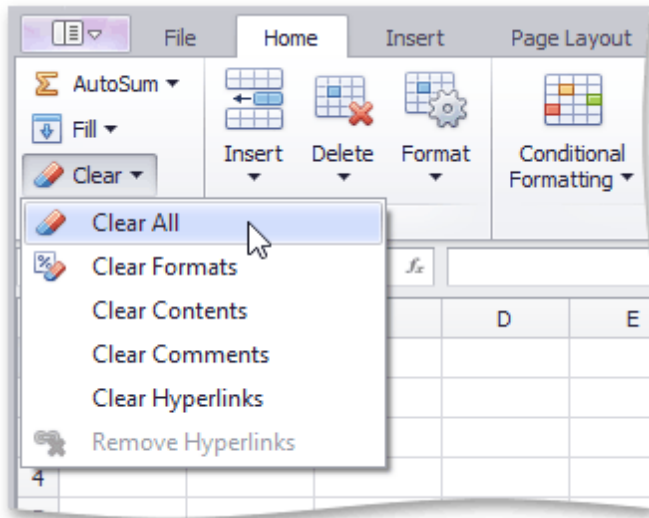 File Home Insert Page Layout
AutoSum
Fill
Clear
Insert Delete Format Conditional
Formatting
Clear All
Clear Formats
Clear Contents
Clear Comments
Clear Hyperlinks
Remove Hyperlinks
fx
D E
4